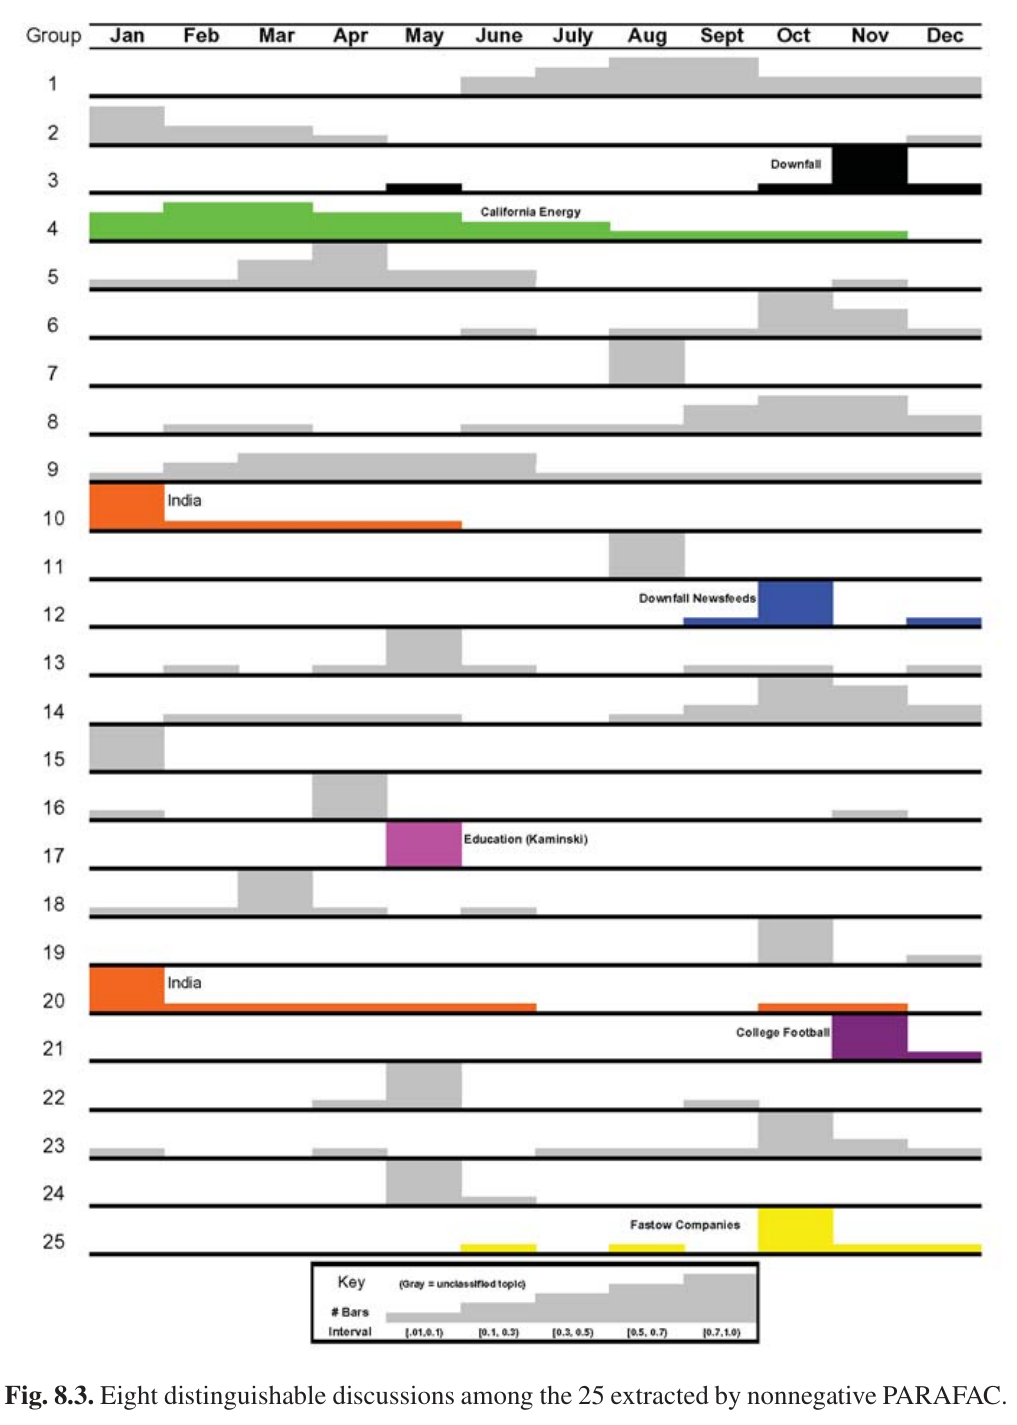 Group Jan Feb Mar Apr May June July Aug Sept Oct Nov Dec
1
2
Downfall
3
California Energy
4
5
6
7
8
9
India
10
11
Downfall Newsfeeds
12
13
14
15
16
Education (Kaminski)
17
18
19
India
20
College Football
21
22
23
24
Fastow Companies
25
Key (Gray = unclassified topic)
# Bars
Interval [.01,0.1) [0.1, 0.3) [0.3, 0.5) [0.5, 0.7) [0.7,1.0)
Fig. 8.3. Eight distinguishable discussions among the 25 extracted by nonnegative PARAFAC.